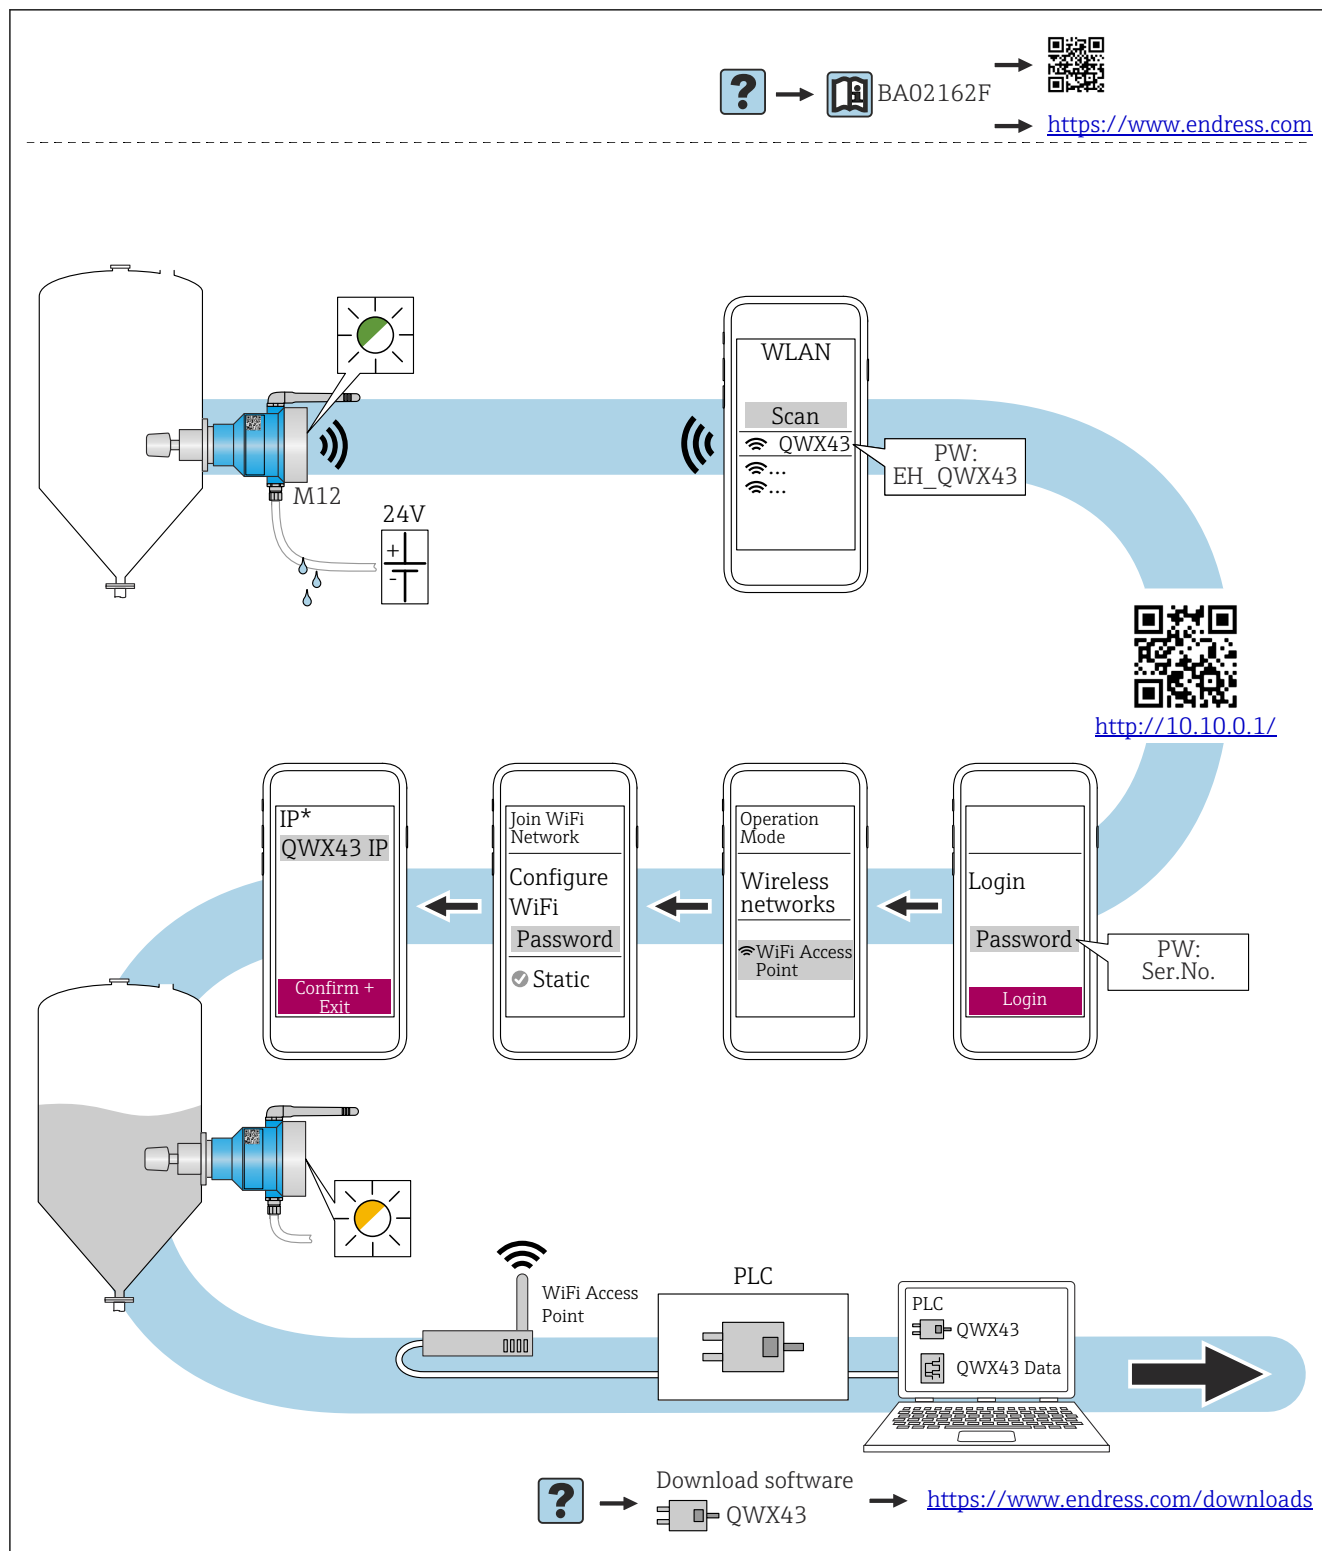 BA02162F
https://www.endress.com
WLAN
Scan
QWX43
...
...
PW:
EH_QWX43
M12
24V
+
-
http://10.10.0.1/
IP*
QWX43 IP
Confirm +
Exit
Join WiFi
Network
Configure
WiFi
Password
Static
Operation
Mode
Wireless
networks
WiFi Access
Point
Login
Password
Login
PW:
Ser.No.
WiFi Access
Point
PLC
PLC
QWX43
QWX43 Data
Download software
QWX43
https://www.endress.com/downloads